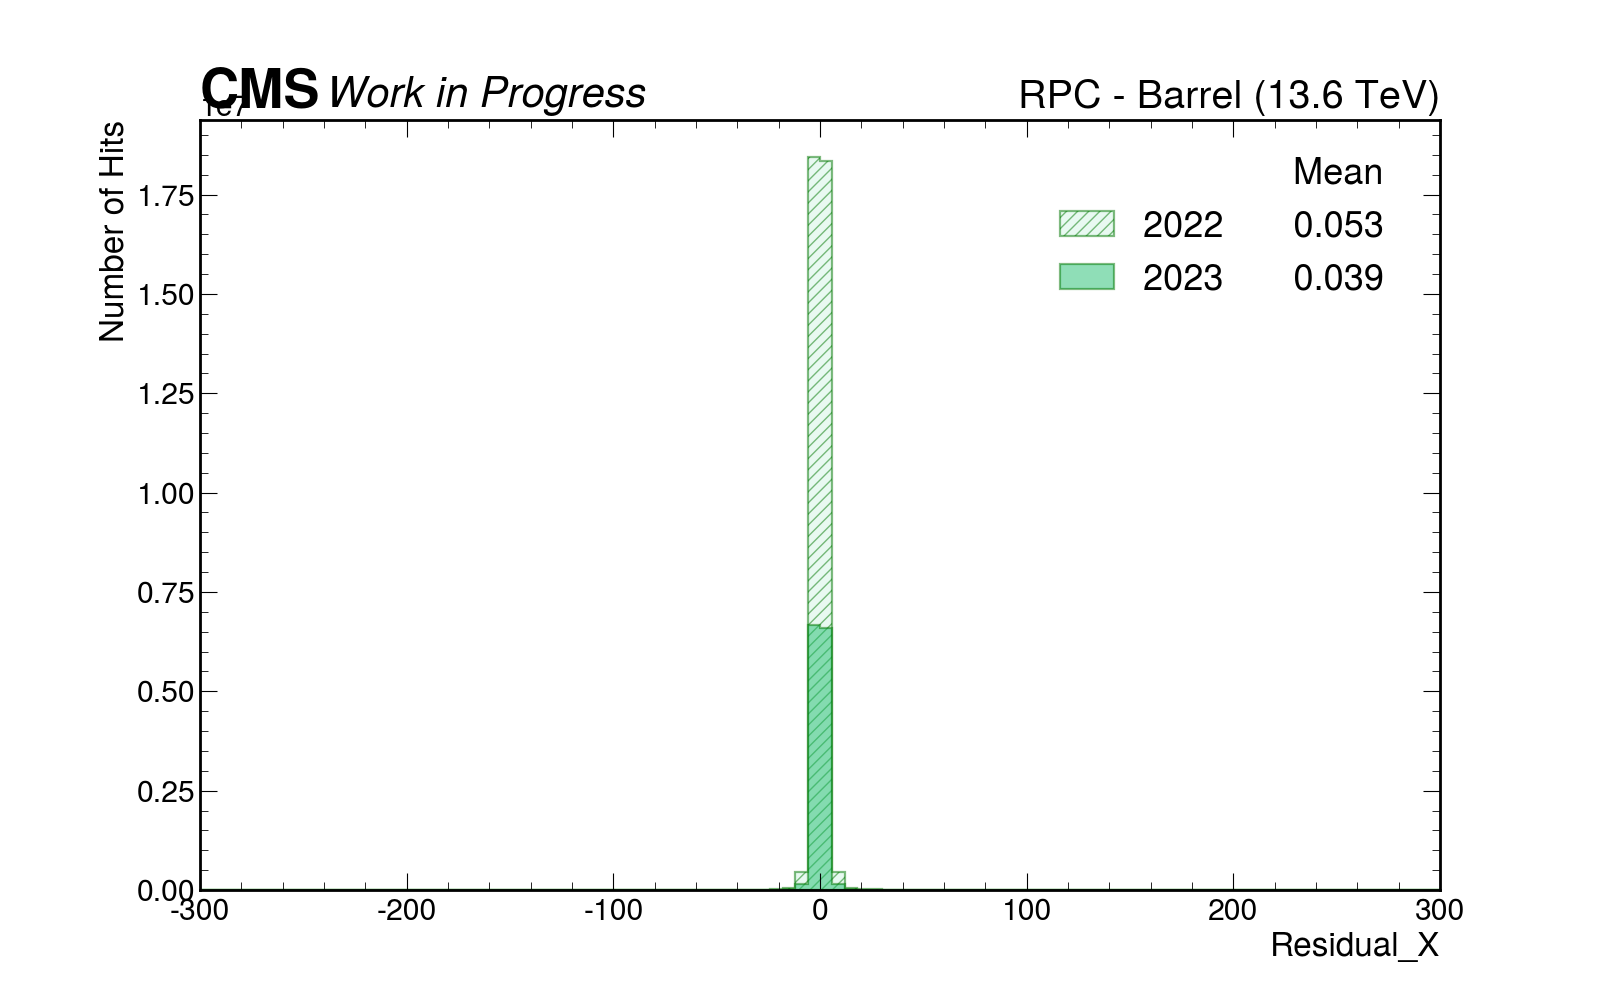 CMS Work in Progress
RPC - Barrel (13.6 TeV)
1e7
Number of Hits
Mean
2022 0.053
2023 0.039
1.75
1.50
1.25
1.00
0.75
0.50
0.25
0.00
-300 -200 -100 0 100 200 300
Residual_X